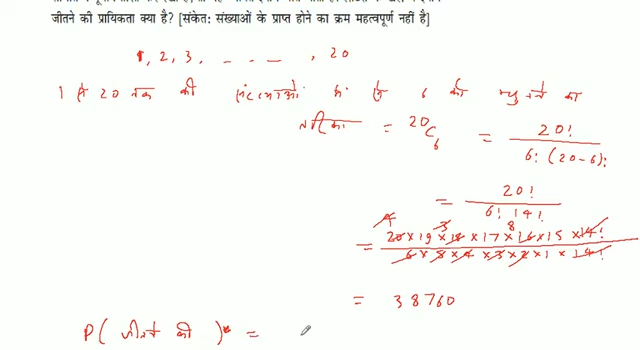 जीतने की प्रायिकता क्या है? [संकेत: संख्याओं के प्राप्त होने का क्रम महत्वपूर्ण नहीं है]
1, 2, 3, _ _ _ _ , 20
1 से 20 तक की संख्याओं में से 6 को चुनने का
तरीका = ²⁰C₆ = 20! / 6! (20-6)!
= 20! / 6! 14!
= 20×19×18×17×16×15×14! / 6×5×4×3×2×1×14!
= 38760
P( जीतने की ) =